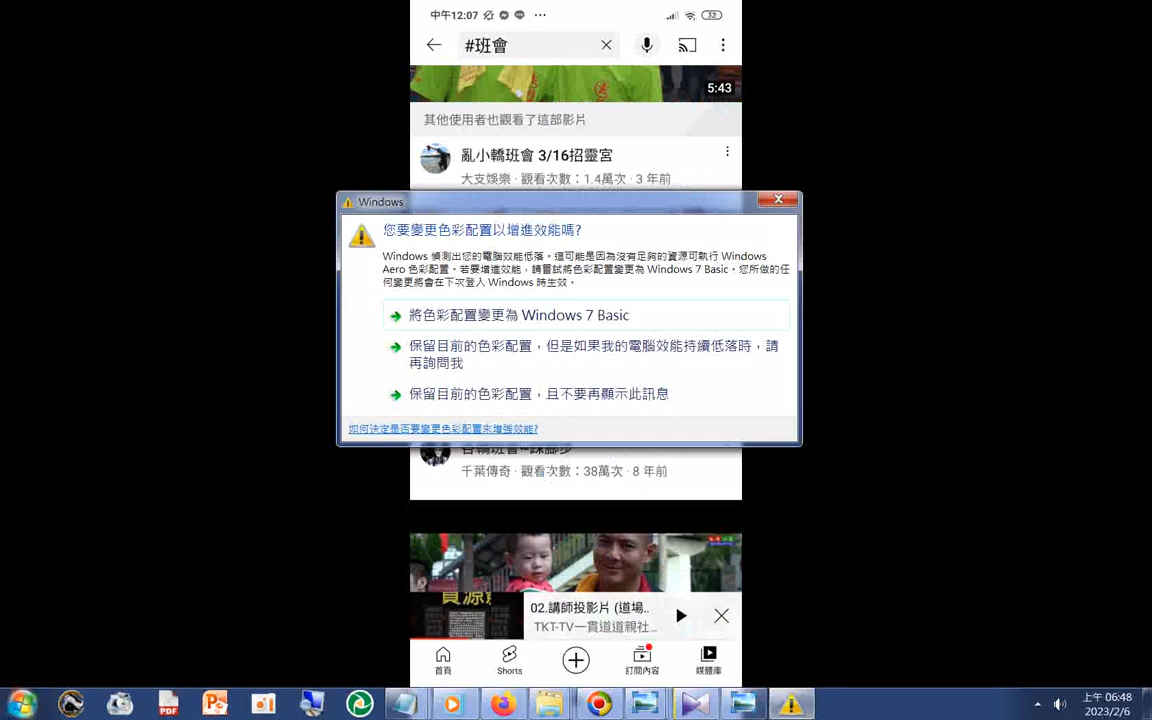 中午12:07
32
#班會
5:43
其他使用者也觀看了這部影片
亂小轎班會 3/16招靈宮
大支娛樂 · 觀看次數：1.4萬次 · 3 年前
Windows
您要變更色彩配置以增進效能嗎?
Windows 偵測出您的電腦效能低落。這可能是因為沒有足夠的資源可執行 Windows
Aero 色彩配置。若要增進效能，請嘗試將色彩配置變更為 Windows 7 Basic。您所做的任
何變更將會在下次登入 Windows 時生效。
將色彩配置變更為 Windows 7 Basic
保留目前的色彩配置，但是如果我的電腦效能持續低落時，請
再詢問我
保留目前的色彩配置，且不要再顯示此訊息
如何決定是否要變更色彩配置來增強效能?
千葉傳奇 · 觀看次數：38萬次 · 8 年前
02.講師投影片 (道場..
TKT-TV一貫道道親社...
首頁
Shorts
訂閱內容
媒體庫
PDF
上午 06:48
2023/2/6